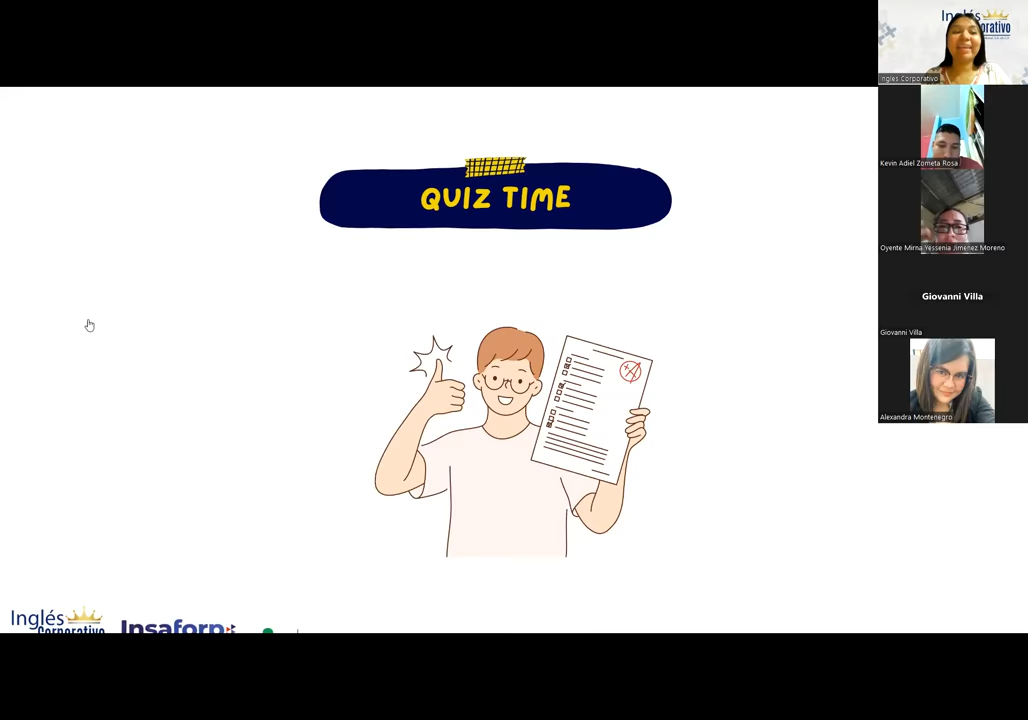 QUIZ TIME
Inglés
Corporativo
Insaforp
Inglés
orativo
Inglés Corporativo
Kevin Adiel Zometa Rosa
Oyente Mirna Yessenia Jimenez Moreno
Giovanni Villa
Giovanni Villa
Alexandra Montenegro